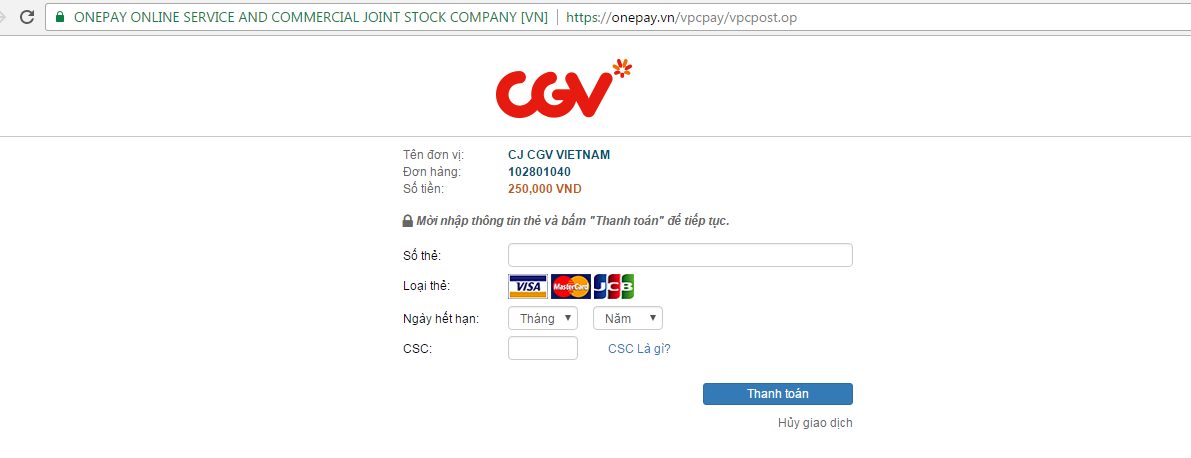 ONEPAY ONLINE SERVICE AND COMMERCIAL JOINT STOCK COMPANY [VN] https://onepay.vn/vpcpay/vpcpost.op
CGV
Tên đơn vị: CJ CGV VIETNAM
Đơn hàng: 102801040
Số tiền: 250,000 VND
Mời nhập thông tin thẻ và bấm "Thanh toán" để tiếp tục.
Số thẻ:
Loại thẻ: VISA MasterCard JCB
Ngày hết hạn: Tháng Năm
CSC: CSC Là gì?
Thanh toán
Hủy giao dịch